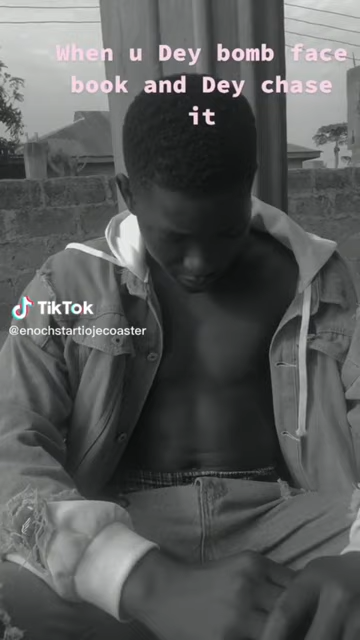 When u Dey bomb face
book and Dey chase
it
TikTok
@enochstartiojecoaster